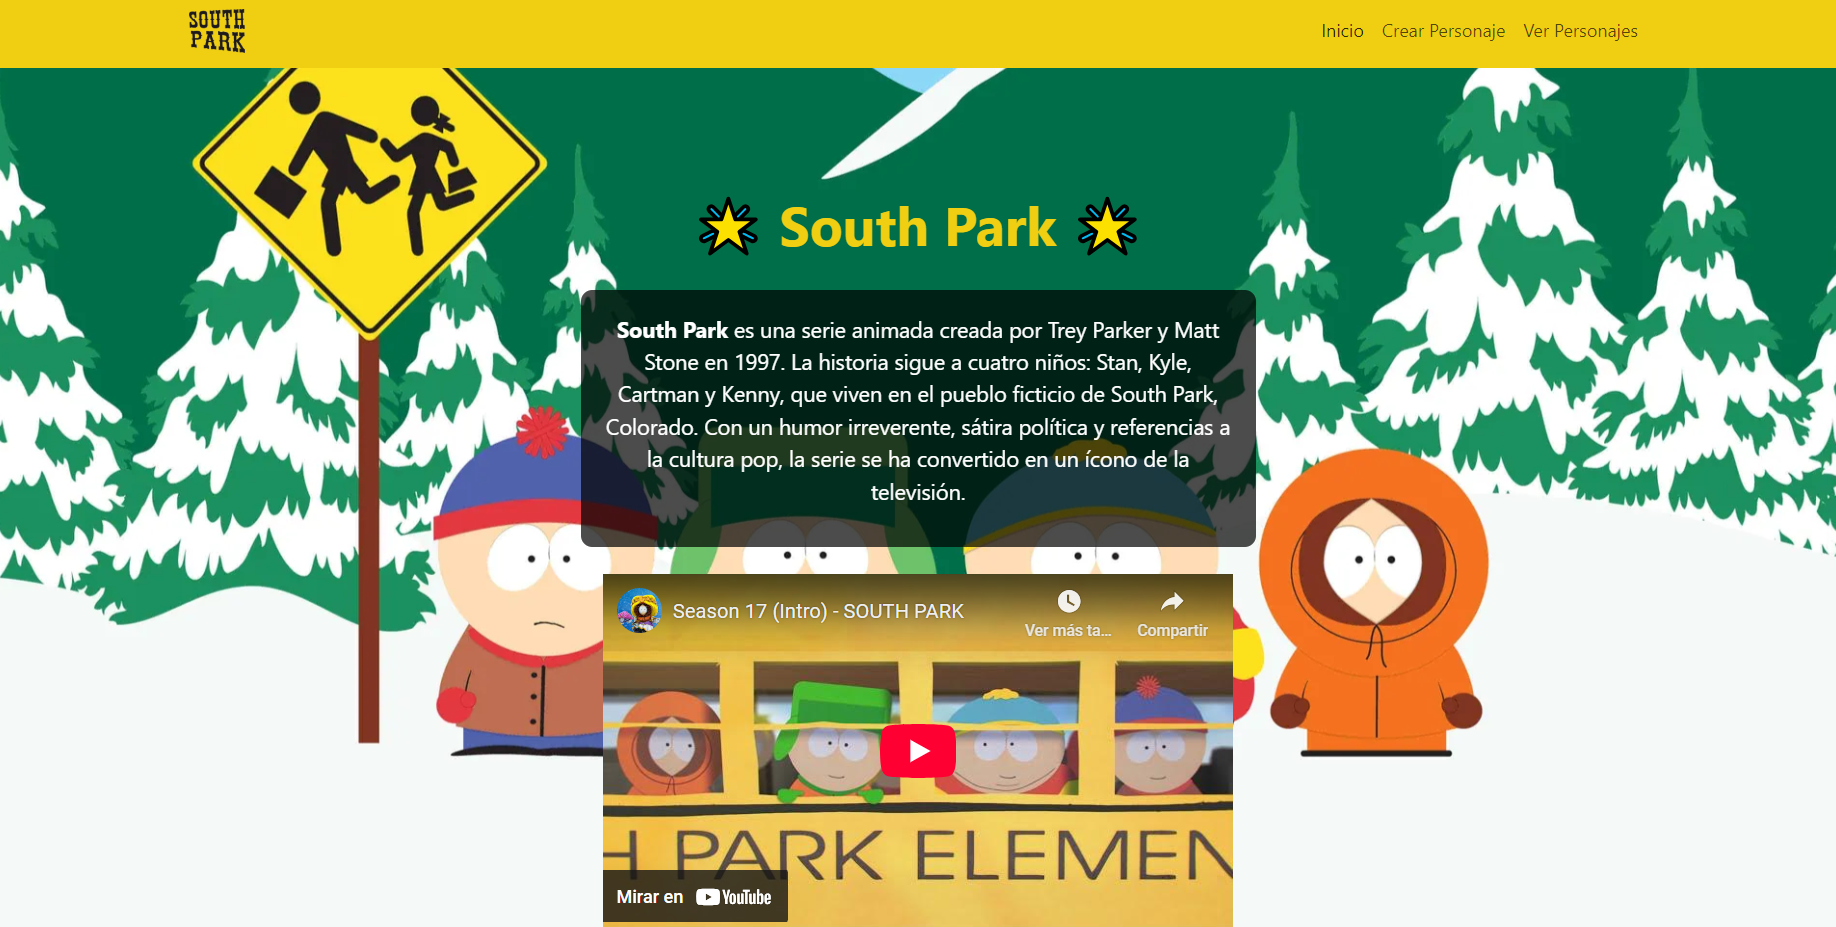 SOUTH
PARK
Inicio Crear Personaje Ver Personajes
South Park
South Park es una serie animada creada por Trey Parker y Matt
Stone en 1997. La historia sigue a cuatro niños: Stan, Kyle,
Cartman y Kenny, que viven en el pueblo ficticio de South Park,
Colorado. Con un humor irreverente, sátira política y referencias a
la cultura pop, la serie se ha convertido en un ícono de la
televisión.
Season 17 (Intro) - SOUTH PARK
Ver más ta... Compartir
H PARK ELEMEN
Mirar en YouTube